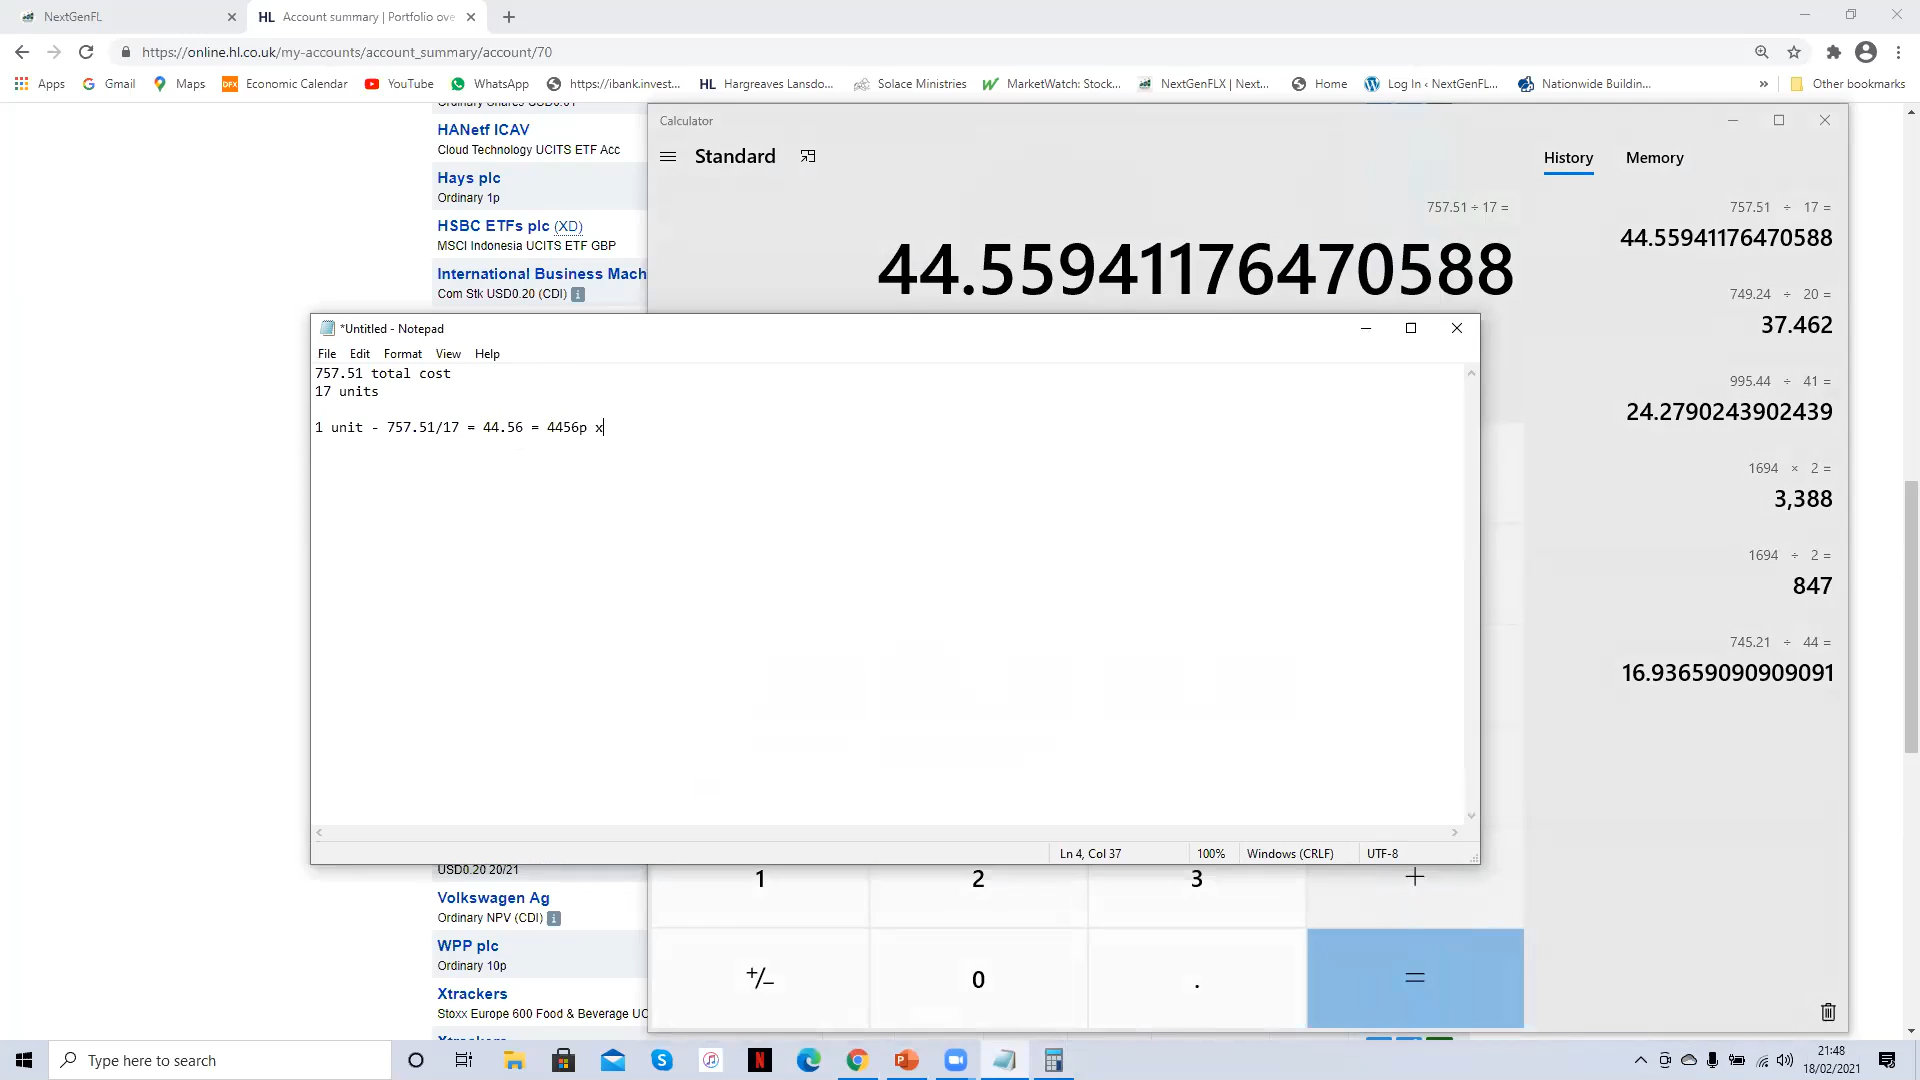 NextGenFL
HL Account summary | Portfolio ove
https://online.hl.co.uk/my-accounts/account_summary/account/70
Apps
Gmail
Maps
DFX Economic Calendar
YouTube
WhatsApp
https://ibank.invest...
HL Hargreaves Lansdo...
Solace Ministries
MarketWatch: Stock...
NextGenFLX | Next...
Home
Log In ‹ NextGenFL...
Nationwide Buildin...
»
Other bookmarks
HANetf ICAV
Cloud Technology UCITS ETF Acc
Hays plc
Ordinary 1p
HSBC ETFs plc (XD)
MSCI Indonesia UCITS ETF GBP
International Business Mach
Com Stk USD0.20 (CDI) i
Calculator
Standard
757.51 ÷ 17 =
44.55941176470588
History
Memory
757.51 ÷ 17 =
44.55941176470588
749.24 ÷ 20 =
37.462
995.44 ÷ 41 =
24.2790243902439
1694 × 2 =
3,388
1694 ÷ 2 =
847
745.21 ÷ 44 =
16.93659090909091
*Untitled - Notepad
File Edit Format View Help
757.51 total cost
17 units
1 unit - 757.51/17 = 44.56 = 4456p x
Ln 4, Col 37
100%
Windows (CRLF)
UTF-8
USD0.20 20/21
Volkswagen Ag
Ordinary NPV (CDI) i
WPP plc
Ordinary 10p
Xtrackers
Stoxx Europe 600 Food & Beverage UC
1 2 3 +
+/− 0 . =
Type here to search
21:48
18/02/2021